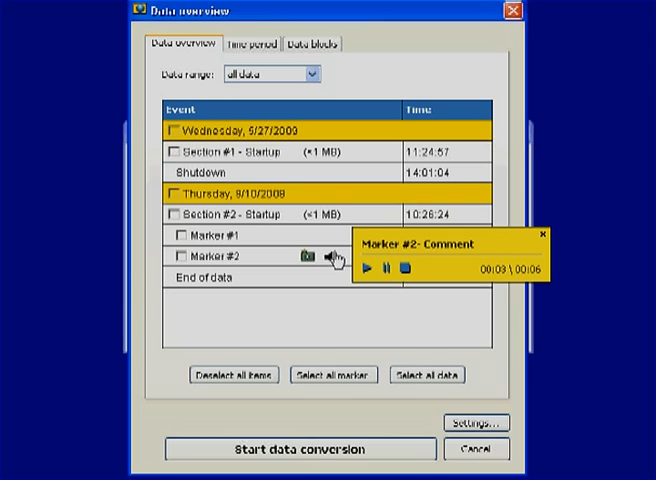 Data overview
Data overview Time period Data blocks
Data range: all data
Event Time
Wednesday, 5/27/2009
Section #1 - Startup (<1 MB) 11:24:57
Shutdown 14:01:04
Thursday, 9/10/2009
Section #2 - Startup (<1 MB) 10:26:24
Marker #1
Marker #2
End of data
Marker #2- Comment
00:03 \ 00:06
Deselect all items Select all marker Select all data
Settings...
Start data conversion Cancel